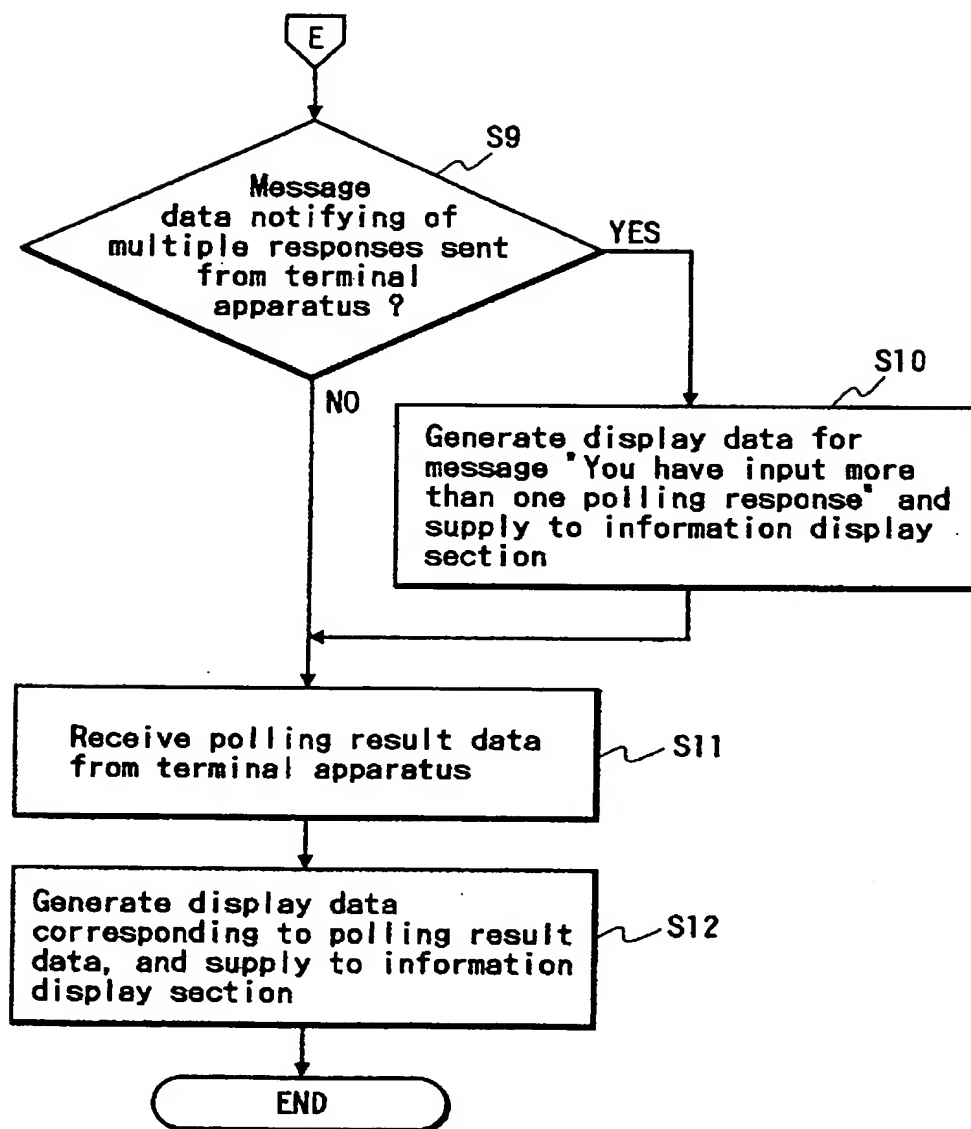 E
S9
Message
data notifying of
multiple responses sent
from terminal
apparatus ?
YES
NO
S10
Generate display data for
message "You have input more
than one polling response" and
supply to information display
section
Receive polling result data
from terminal apparatus
S11
Generate display data
corresponding to polling result
data, and supply to information
display section
S12
END